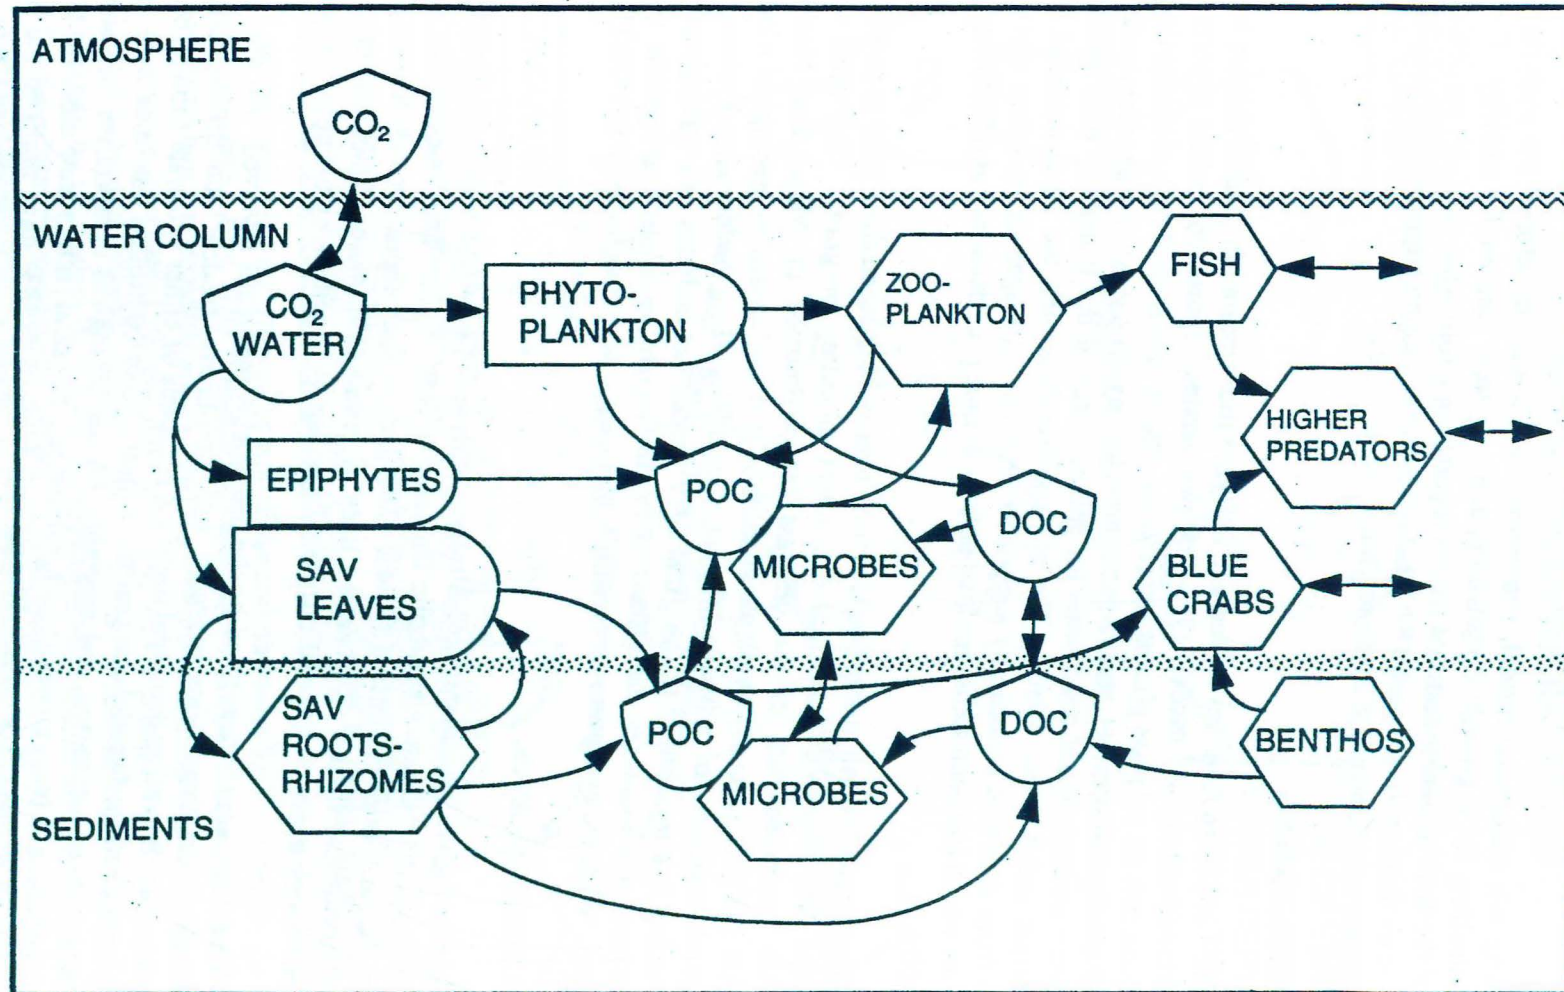 ATMOSPHERE
CO₂
WATER COLUMN
CO₂
WATER
PHYTO-
PLANKTON
ZOO-
PLANKTON
FISH
HIGHER
PREDATORS
EPIPHYTES
POC
DOC
MICROBES
SAV
LEAVES
BLUE
CRABS
SAV
ROOTS-
RHIZOMES
POC
MICROBES
DOC
BENTHOS
SEDIMENTS